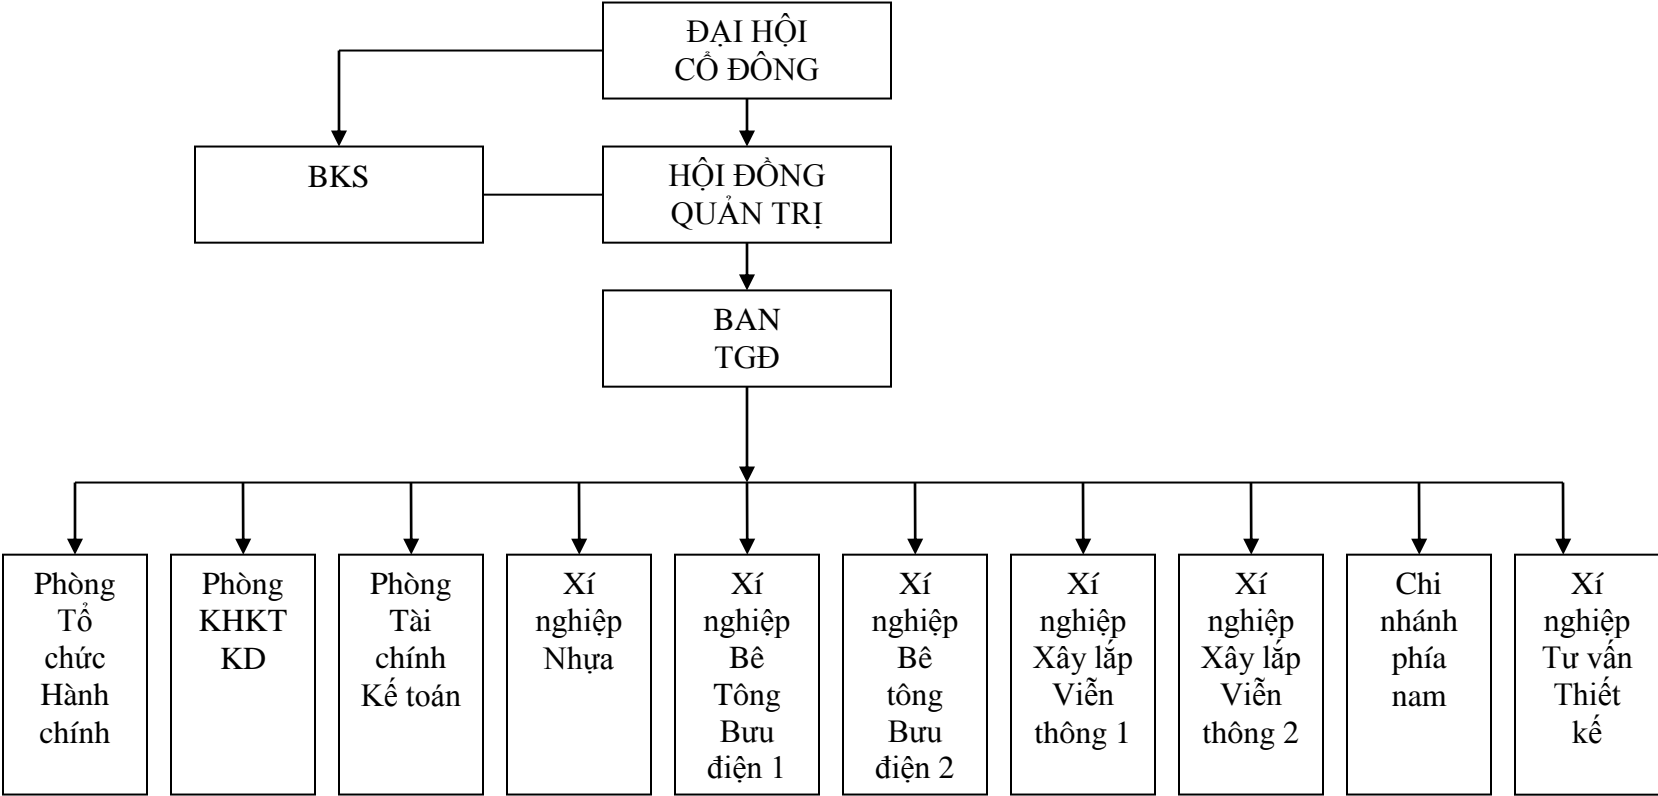 ĐẠI HỘI
CỔ ĐÔNG
BKS
HỘI ĐỒNG
QUẢN TRỊ
BAN
TGĐ
Phòng
Tổ
chức
Hành
chính
Phòng
KHKT
KD
Phòng
Tài
chính
Kế toán
Xí
nghiệp
Nhựa
Xí
nghiệp
Bê
Tông
Bưu
điện 1
Xí
nghiệp
Bê
tông
Bưu
điện 2
Xí
nghiệp
Xây lắp
Viễn
thông 1
Xí
nghiệp
Xây lắp
Viễn
thông 2
Chi
nhánh
phía
nam
Xí
nghiệp
Tư vấn
Thiết
kế